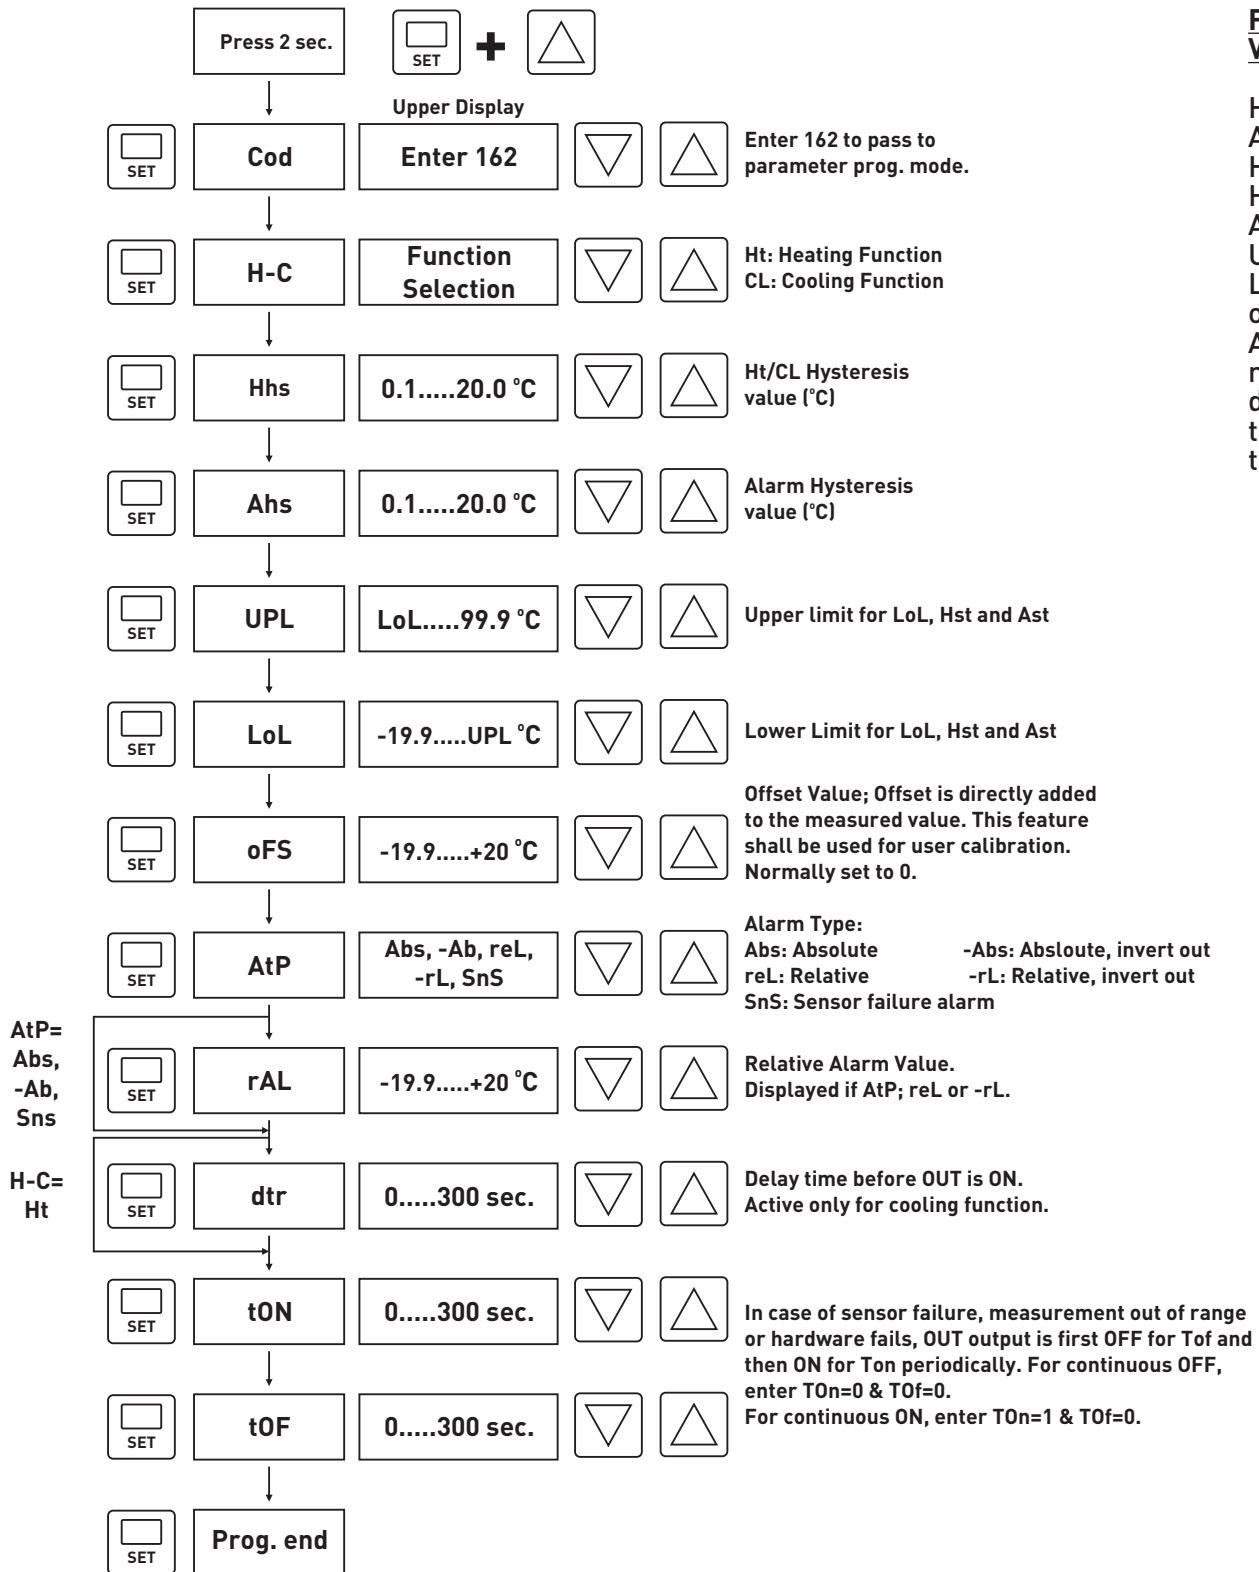 Press 2 sec.
SET
Upper Display
SET
Cod
Enter 162
Enter 162 to pass to
parameter prog. mode.
SET
H-C
Function
Selection
Ht: Heating Function
CL: Cooling Function
SET
Hhs
0.1.....20.0 °C
Ht/CL Hysteresis
value (°C)
SET
Ahs
0.1.....20.0 °C
Alarm Hysteresis
value (°C)
SET
UPL
LoL.....99.9 °C
Upper limit for LoL, Hst and Ast
SET
LoL
-19.9.....UPL °C
Lower Limit for LoL, Hst and Ast
SET
oFS
-19.9.....+20 °C
Offset Value; Offset is directly added
to the measured value. This feature
shall be used for user calibration.
Normally set to 0.
SET
AtP
Abs, -Ab, reL,
-rL, SnS
Alarm Type:
Abs: Absolute -Abs: Absloute, invert out
reL: Relative -rL: Relative, invert out
SnS: Sensor failure alarm
AtP=
Abs,
-Ab,
Sns
SET
rAL
-19.9.....+20 °C
Relative Alarm Value.
Displayed if AtP; reL or -rL.
H-C=
Ht
SET
dtr
0.....300 sec.
Delay time before OUT is ON.
Active only for cooling function.
SET
tON
0.....300 sec.
In case of sensor failure, measurement out of range
or hardware fails, OUT output is first OFF for Tof and
then ON for Ton periodically. For continuous OFF,
enter TOn=0 & TOf=0.
For continuous ON, enter TOn=1 & TOf=0.
SET
tOF
0.....300 sec.
SET
Prog. end